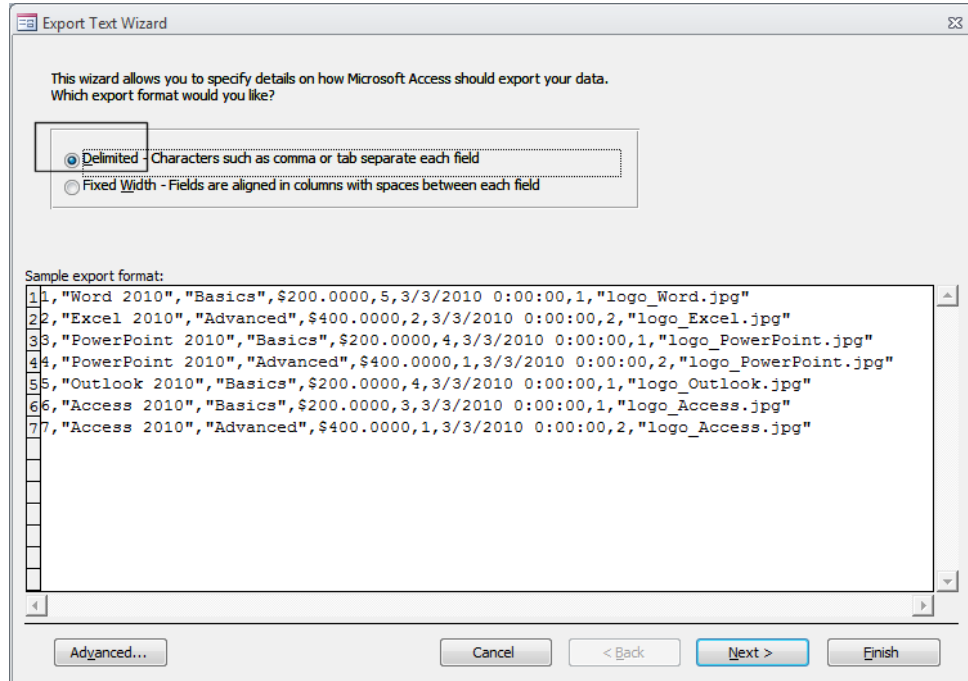 Export Text Wizard
This wizard allows you to specify details on how Microsoft Access should export your data.
Which export format would you like?
Delimited - Characters such as comma or tab separate each field
Fixed Width - Fields are aligned in columns with spaces between each field
Sample export format:
1 1,"Word 2010","Basics",$200.0000,5,3/3/2010 0:00:00,1,"logo_Word.jpg"
2 2,"Excel 2010","Advanced",$400.0000,2,3/3/2010 0:00:00,2,"logo_Excel.jpg"
3 3,"PowerPoint 2010","Basics",$200.0000,4,3/3/2010 0:00:00,1,"logo_PowerPoint.jpg"
4 4,"PowerPoint 2010","Advanced",$400.0000,1,3/3/2010 0:00:00,2,"logo_PowerPoint.jpg"
5 5,"Outlook 2010","Basics",$200.0000,4,3/3/2010 0:00:00,1,"logo_Outlook.jpg"
6 6,"Access 2010","Basics",$200.0000,3,3/3/2010 0:00:00,1,"logo_Access.jpg"
7 7,"Access 2010","Advanced",$400.0000,1,3/3/2010 0:00:00,2,"logo_Access.jpg"
Advanced... Cancel < Back Next > Finish